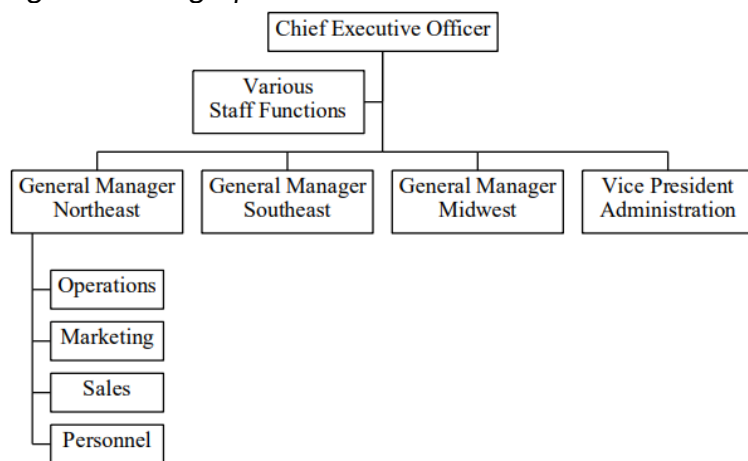 Chief Executive Officer
Various
Staff Functions
General Manager
Northeast
General Manager
Southeast
General Manager
Midwest
Vice President
Administration
Operations
Marketing
Sales
Personnel